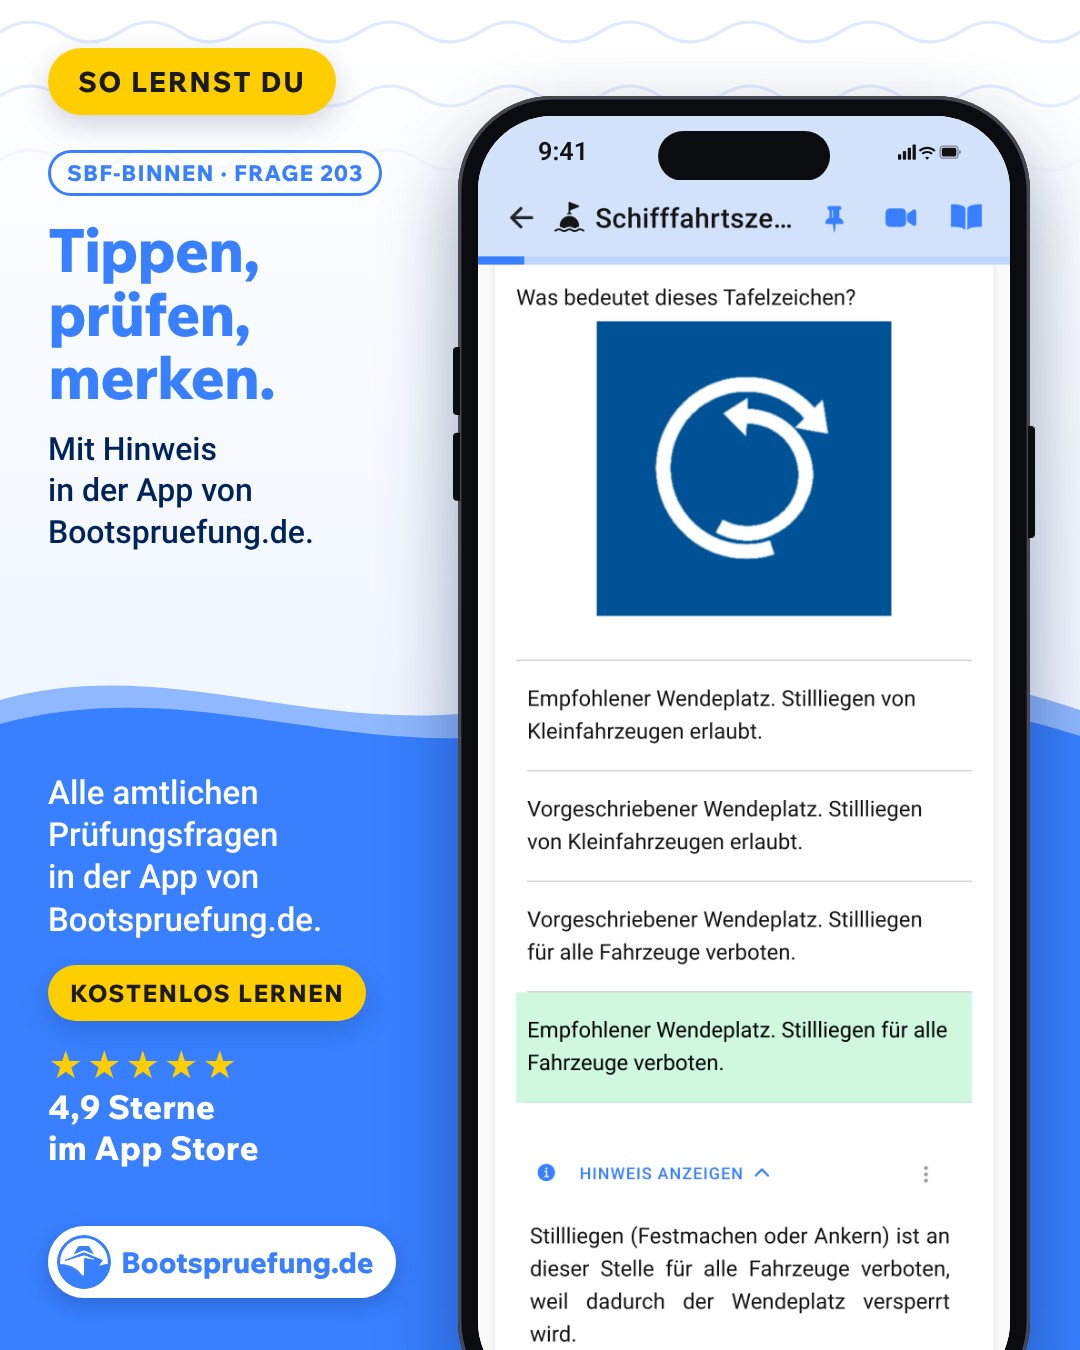 SO LERNST DU
SBF-BINNEN · FRAGE 203
Tippen,
prüfen,
merken.
Mit Hinweis
in der App von
Bootspruefung.de.
Alle amtlichen
Prüfungsfragen
in der App von
Bootspruefung.de.
KOSTENLOS LERNEN
4,9 Sterne
im App Store
Bootspruefung.de
9:41
Schifffahrtsze...
Was bedeutet dieses Tafelzeichen?
Empfohlener Wendeplatz. Stillliegen von
Kleinfahrzeugen erlaubt.
Vorgeschriebener Wendeplatz. Stillliegen
von Kleinfahrzeugen erlaubt.
Vorgeschriebener Wendeplatz. Stillliegen
für alle Fahrzeuge verboten.
Empfohlener Wendeplatz. Stillliegen für alle
Fahrzeuge verboten.
HINWEIS ANZEIGEN
Stillliegen (Festmachen oder Ankern) ist an
dieser Stelle für alle Fahrzeuge verboten,
weil dadurch der Wendeplatz versperrt
wird.